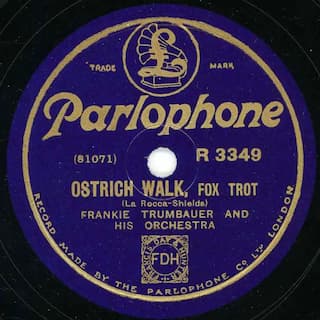 TRADE MARK
Parlophone
(81071) R 3349
OSTRICH WALK, FOX TROT
(La Rocca-Shields)
FRANKIE TRUMBAUER AND
HIS ORCHESTRA
FDH
RECORD MADE BY THE PARLOPHONE CO LTD LONDON